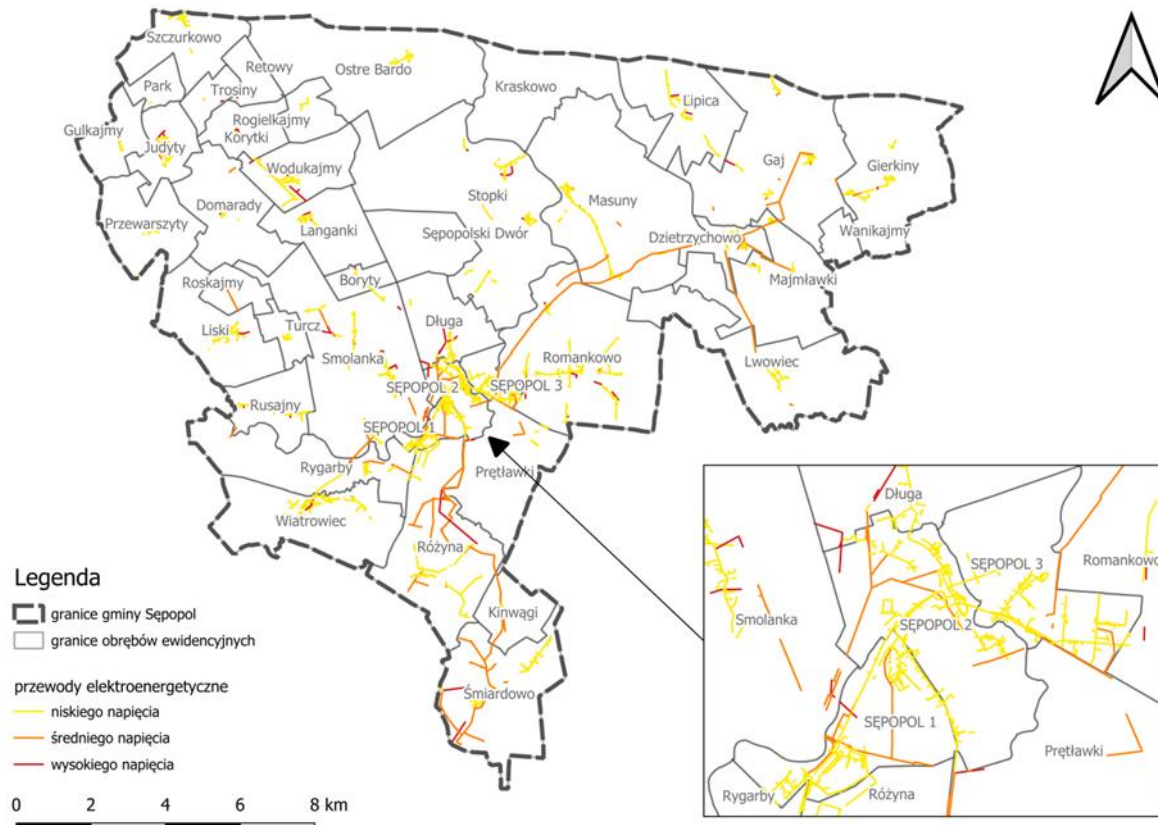 Szczurkowo
Retowy
Ostre Bardo
Park
Trosiny
Kraskowo
Lipica
Gulkajmy
Rogielkajmy
Korytki
Judyty
Wodukajmy
Gaj
Gierkiny
Stopki
Masuny
Domarady
Przewarszyty
Langanki
Sępopolski Dwór
Dzietrzychowo
Wanikajmy
Roskajmy
Boryty
Majmławki
Liski
Turcz
Długa
Smolanka
Romankowo
Lwowiec
SĘPOPOL 2
SĘPOPOL 3
Rusajny
SĘPOPOL 1
Rygarby
Prętławki
Wiatrowiec
Różyna
Kinwągi
Śmiardowo
Legenda
granice gminy Sępopol
granice obrębów ewidencyjnych
przewody elektroenergetyczne
niskiego napięcia
średniego napięcia
wysokiego napięcia
0 2 4 6 8 km
Długa
SĘPOPOL 3
Romankowo
Smolanka
SĘPOPOL 2
SĘPOPOL 1
Prętławki
Rygarby
Różyna